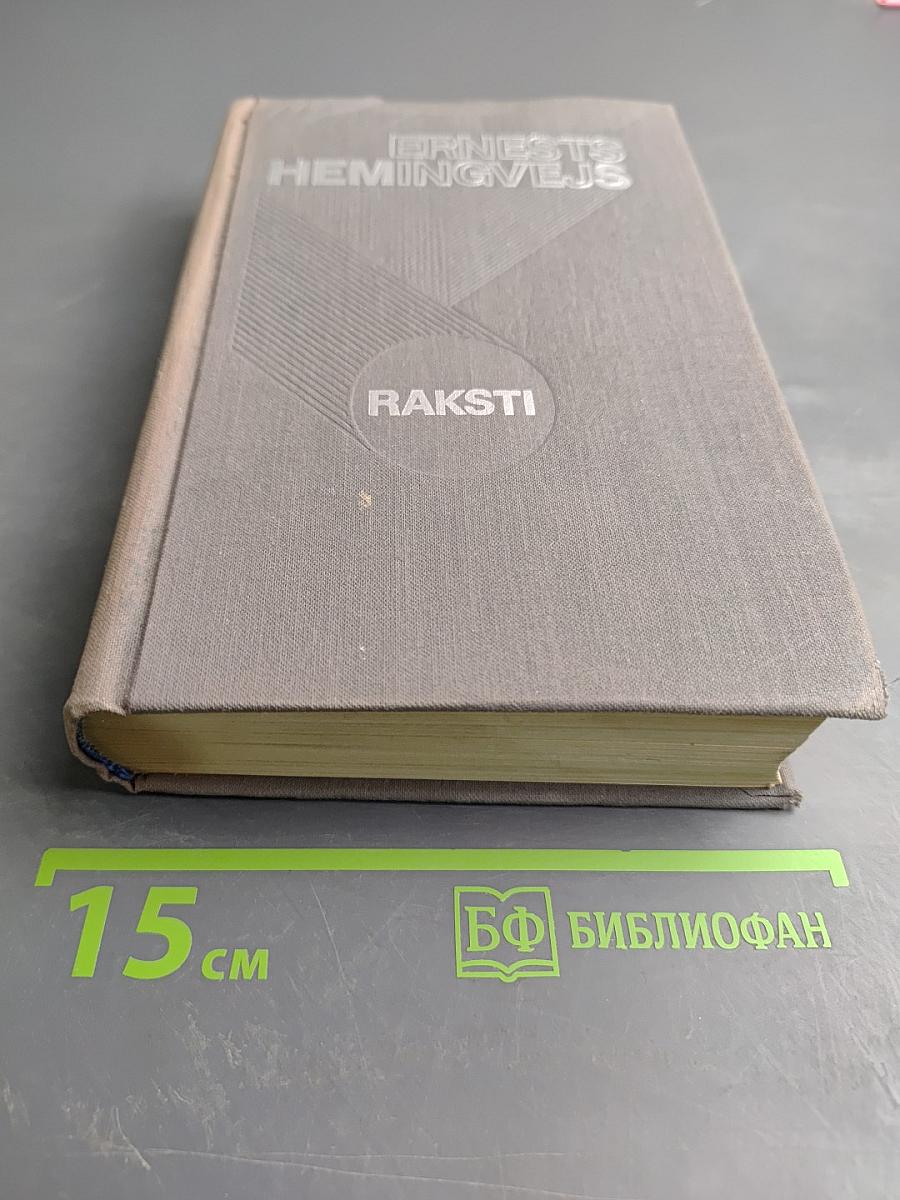 ERNESTS
HEMINGVEJS
RAKSTI
15 см
БФ БИБЛИОФАН